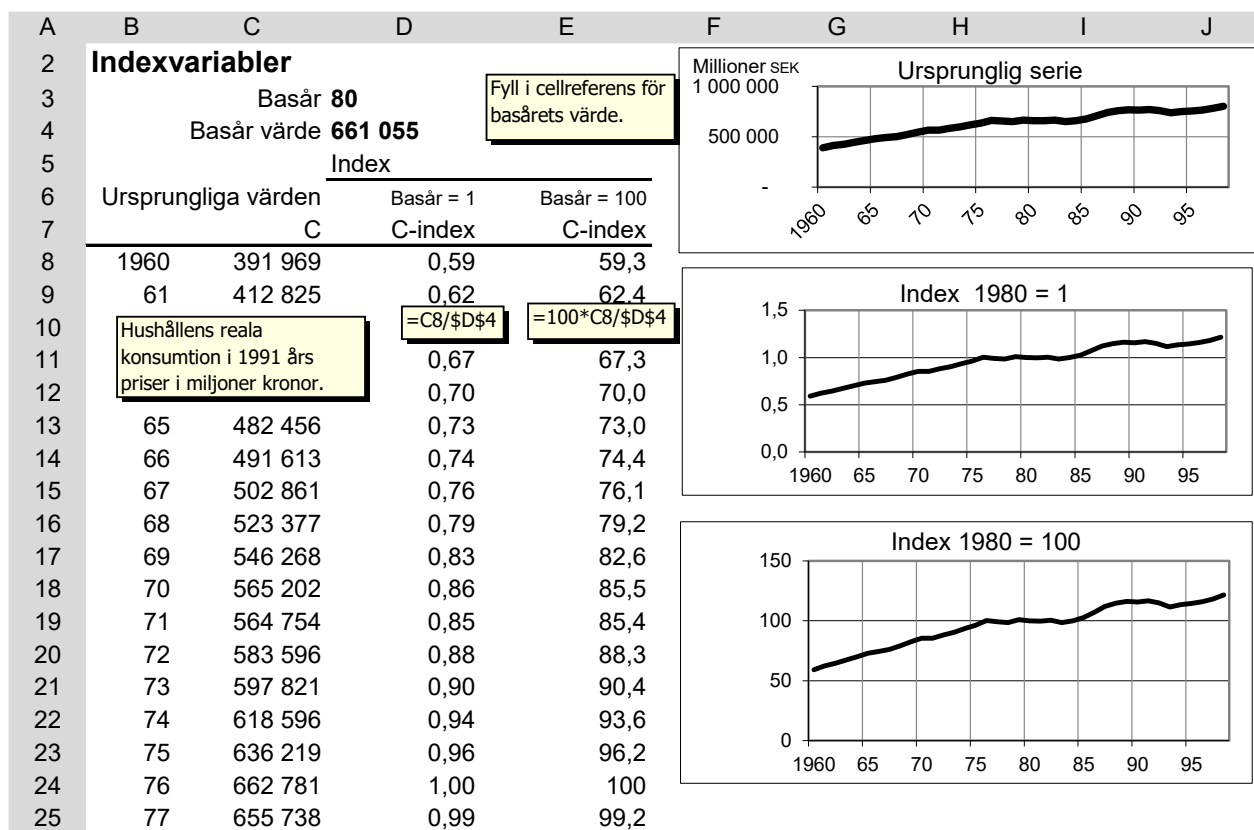 A B C D E F G H I J
2 Indexvariabler
3 Basår 80
4 Basår värde 661 055
Fyll i cellreferens för
basårets värde.
5 Index
6 Ursprungliga värden Basår = 1 Basår = 100
7 C C-index C-index
8 1960 391 969 0,59 59,3
9 61 412 825 0,62 62,4
10 =C8/$D$4 =100*C8/$D$4
Hushållens reala
konsumtion i 1991 års
priser i miljoner kronor.
11 0,67 67,3
12 0,70 70,0
13 65 482 456 0,73 73,0
14 66 491 613 0,74 74,4
15 67 502 861 0,76 76,1
16 68 523 377 0,79 79,2
17 69 546 268 0,83 82,6
18 70 565 202 0,86 85,5
19 71 564 754 0,85 85,4
20 72 583 596 0,88 88,3
21 73 597 821 0,90 90,4
22 74 618 596 0,94 93,6
23 75 636 219 0,96 96,2
24 76 662 781 1,00 100
25 77 655 738 0,99 99,2
Millioner SEK Ursprunglig serie
1 000 000
500 000
-
1960 65 70 75 80 85 90 95
Index 1980 = 1
1,5
1,0
0,5
0,0
1960 65 70 75 80 85 90 95
Index 1980 = 100
150
100
50
0
1960 65 70 75 80 85 90 95